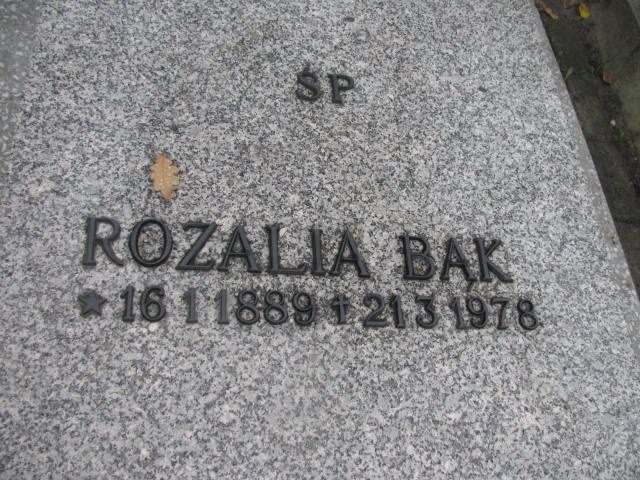 ŚP
ROZALIA BĄK
★ 16 1 1889 ✝ 21 3 1978